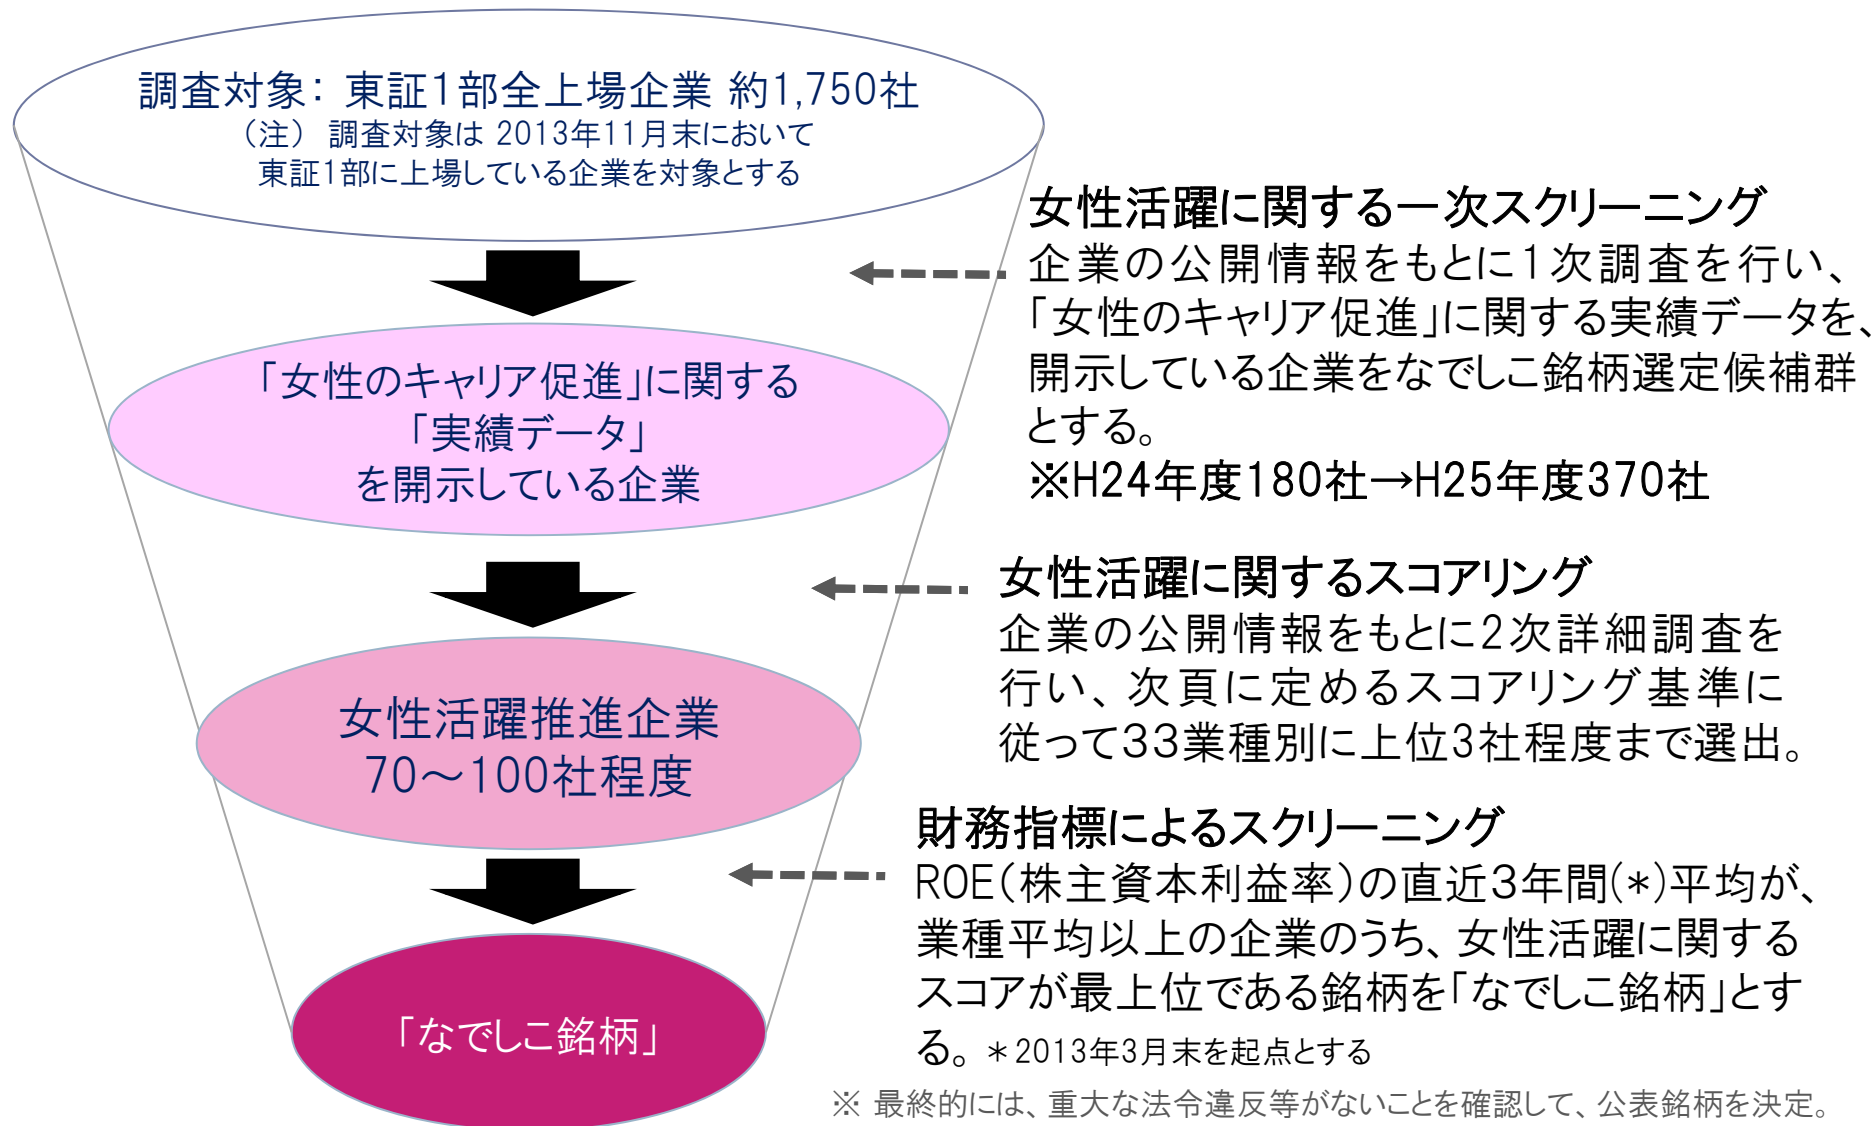 調査対象：東証1部全上場企業 約1,750社
（注） 調査対象は 2013年11月末において
東証1部に上場している企業を対象とする
女性活躍に関する一次スクリーニング
企業の公開情報をもとに1次調査を行い、
「女性のキャリア促進」に関する実績データを、
開示している企業をなでしこ銘柄選定候補群
とする。
※H24年度180社→H25年度370社
「女性のキャリア促進」に関する
「実績データ」
を開示している企業
女性活躍に関するスコアリング
企業の公開情報をもとに2次詳細調査を
行い、次頁に定めるスコアリング基準に
従って33業種別に上位3社程度まで選出。
女性活躍推進企業
70～100社程度
財務指標によるスクリーニング
ROE（株主資本利益率）の直近3年間(＊)平均が、
業種平均以上の企業のうち、女性活躍に関する
スコアが最上位である銘柄を「なでしこ銘柄」とす
る。＊2013年3月末を起点とする
「なでしこ銘柄」
※ 最終的には、重大な法令違反等がないことを確認して、公表銘柄を決定。